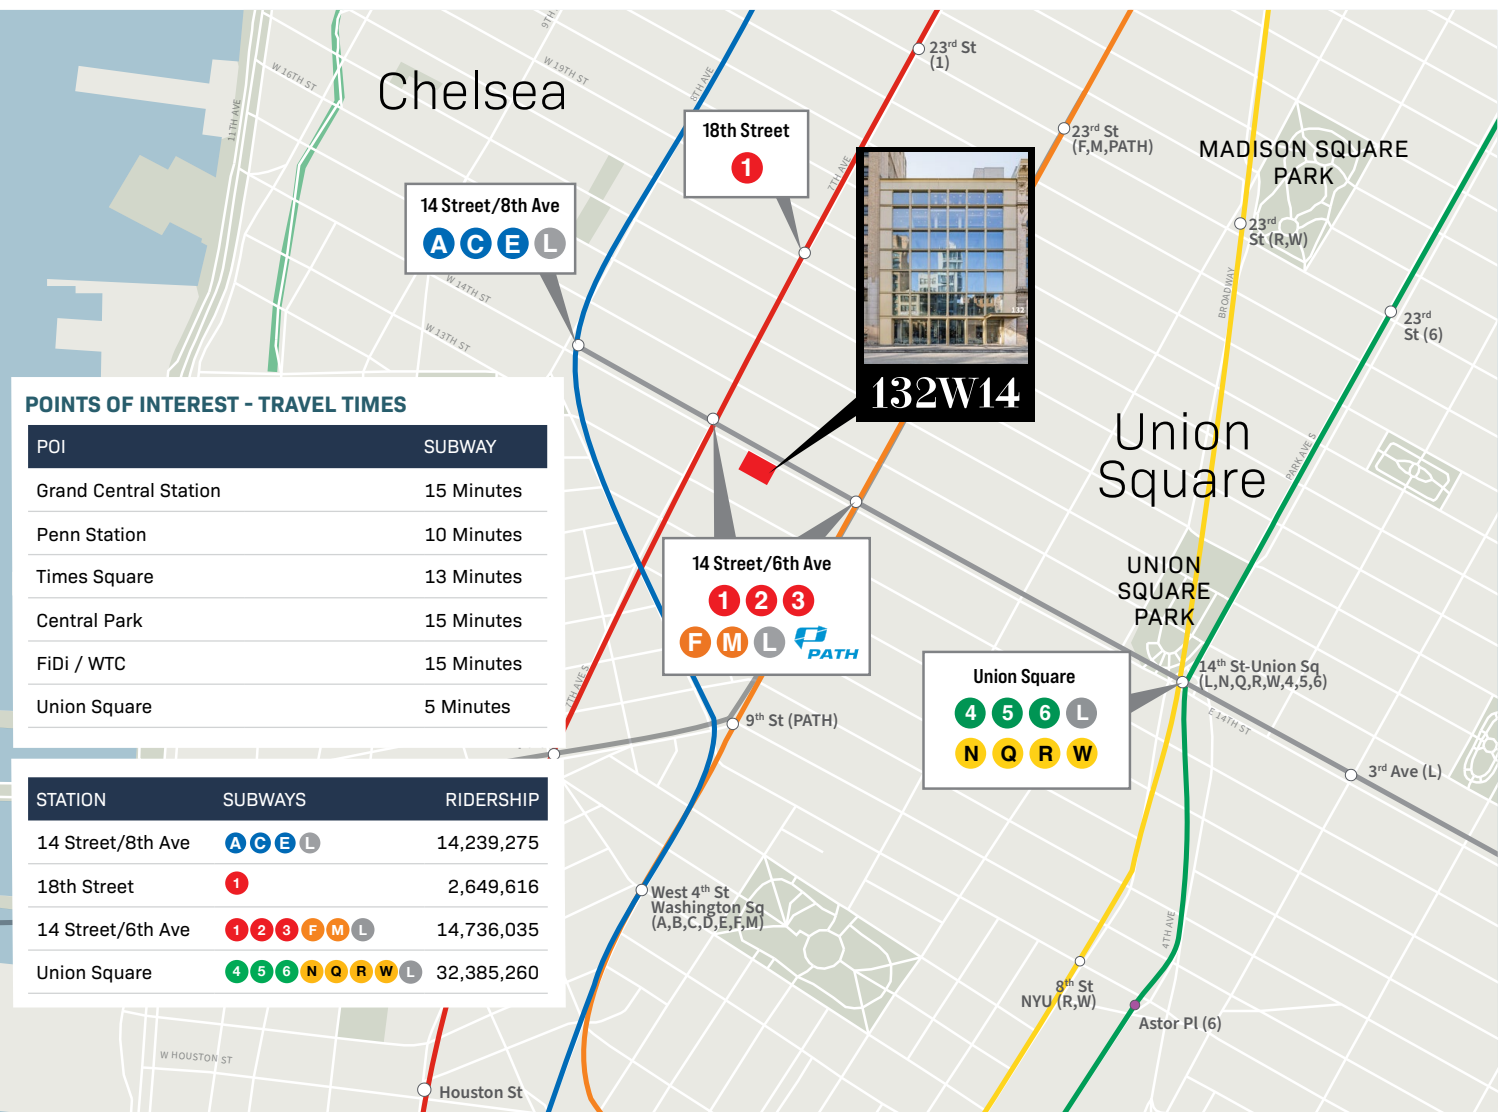 9TH
W 16TH ST
W 19TH ST
11TH AVE
8TH AVE
Chelsea
23rd St
(1)
18th Street
1
7TH AVE
23rd St
(F,M,PATH)
MADISON SQUARE
PARK
14 Street/8th Ave
A C E L
23rd
St (R,W)
W 14TH ST
W 13TH ST
BROADWAY
132
132W14
23rd
St (6)
Union
Square
PARK AVE S
POINTS OF INTEREST - TRAVEL TIMES
POI SUBWAY
Grand Central Station 15 Minutes
Penn Station 10 Minutes
Times Square 13 Minutes
Central Park 15 Minutes
FiDi / WTC 15 Minutes
Union Square 5 Minutes
14 Street/6th Ave
1 2 3
F M L PATH
UNION
SQUARE
PARK
7TH AVE S
9th St (PATH)
Union Square
4 5 6 L
N Q R W
14th St-Union Sq
(L,N,Q,R,W,4,5,6)
E 14TH ST
3rd Ave (L)
STATION SUBWAYS RIDERSHIP
14 Street/8th Ave A C E L 14,239,275
18th Street 1 2,649,616
14 Street/6th Ave 1 2 3 F M L 14,736,035
Union Square 4 5 6 N Q R W L 32,385,260
West 4th St
Washington Sq
(A,B,C,D,E,F,M)
4TH AVE
8th St
NYU (R,W)
Astor Pl (6)
W HOUSTON ST
Houston St